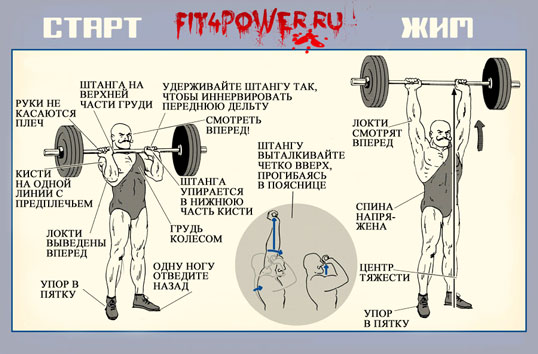 СТАРТ
FIT4POWER.RU
ЖИМ
ШТАНГА НА
ВЕРХНЕЙ
ЧАСТИ ГРУДИ
УДЕРЖИВАЙТЕ ШТАНГУ ТАК,
ЧТОБЫ ИННЕРВИРОВАТЬ
ПЕРЕДНЮЮ ДЕЛЬТУ
РУКИ НЕ
КАСАЮТСЯ
ПЛЕЧ
СМОТРЕТЬ
ВПЕРЕД!
КИСТИ
НА ОДНОЙ
ЛИНИИ С
ПРЕДПЛЕЧЬЕМ
ШТАНГА
УПИРАЕТСЯ
В НИЖНЮЮ
ЧАСТЬ КИСТИ
ЛОКТИ
ВЫВЕДЕНЫ
ВПЕРЕД
ГРУДЬ
КОЛЕСОМ
ОДНУ НОГУ
ОТВЕДИТЕ
НАЗАД
УПОР В
ПЯТКУ
ШТАНГУ
ВЫТАЛКИВАЙТЕ
ЧЕТКО ВВЕРХ,
ПРОГИБАЯСЬ
В ПОЯСНИЦЕ
ЛОКТИ
СМОТРЯТ
ВПЕРЕД
СПИНА
НАПРЯ-
ЖЕНА
ЦЕНТР
ТЯЖЕСТИ
УПОР
В ПЯТКУ